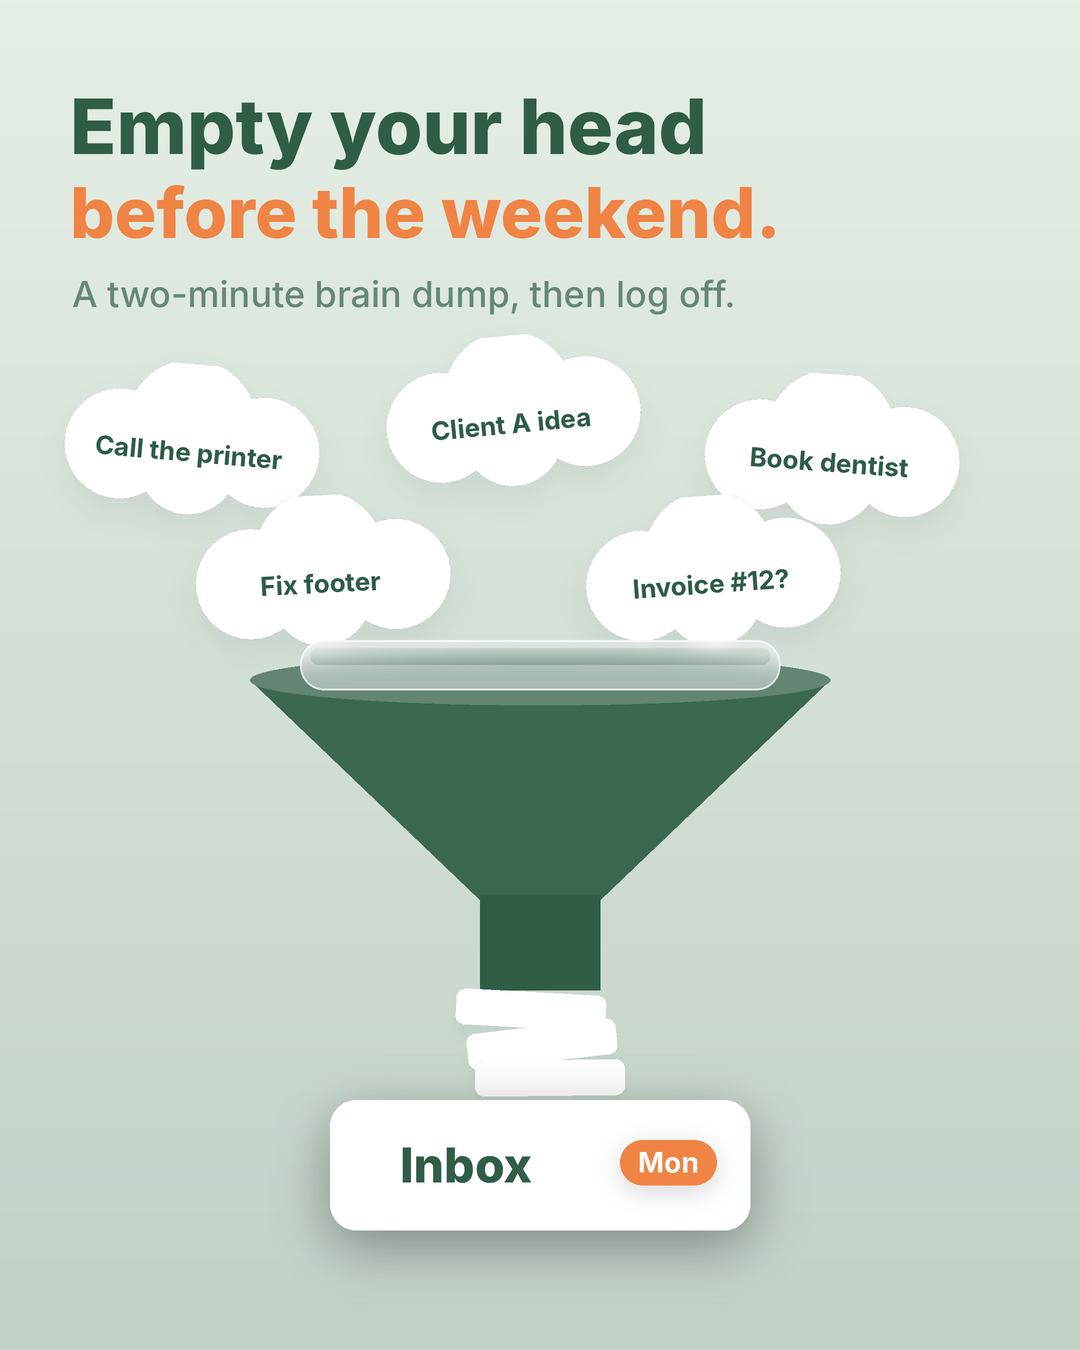 Empty your head
before the weekend.
A two-minute brain dump, then log off.
Call the printer
Client A idea
Book dentist
Fix footer
Invoice #12?
Inbox
Mon